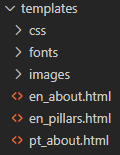 templates
css
fonts
images
en_about.html
en_pillars.html
pt_about.html